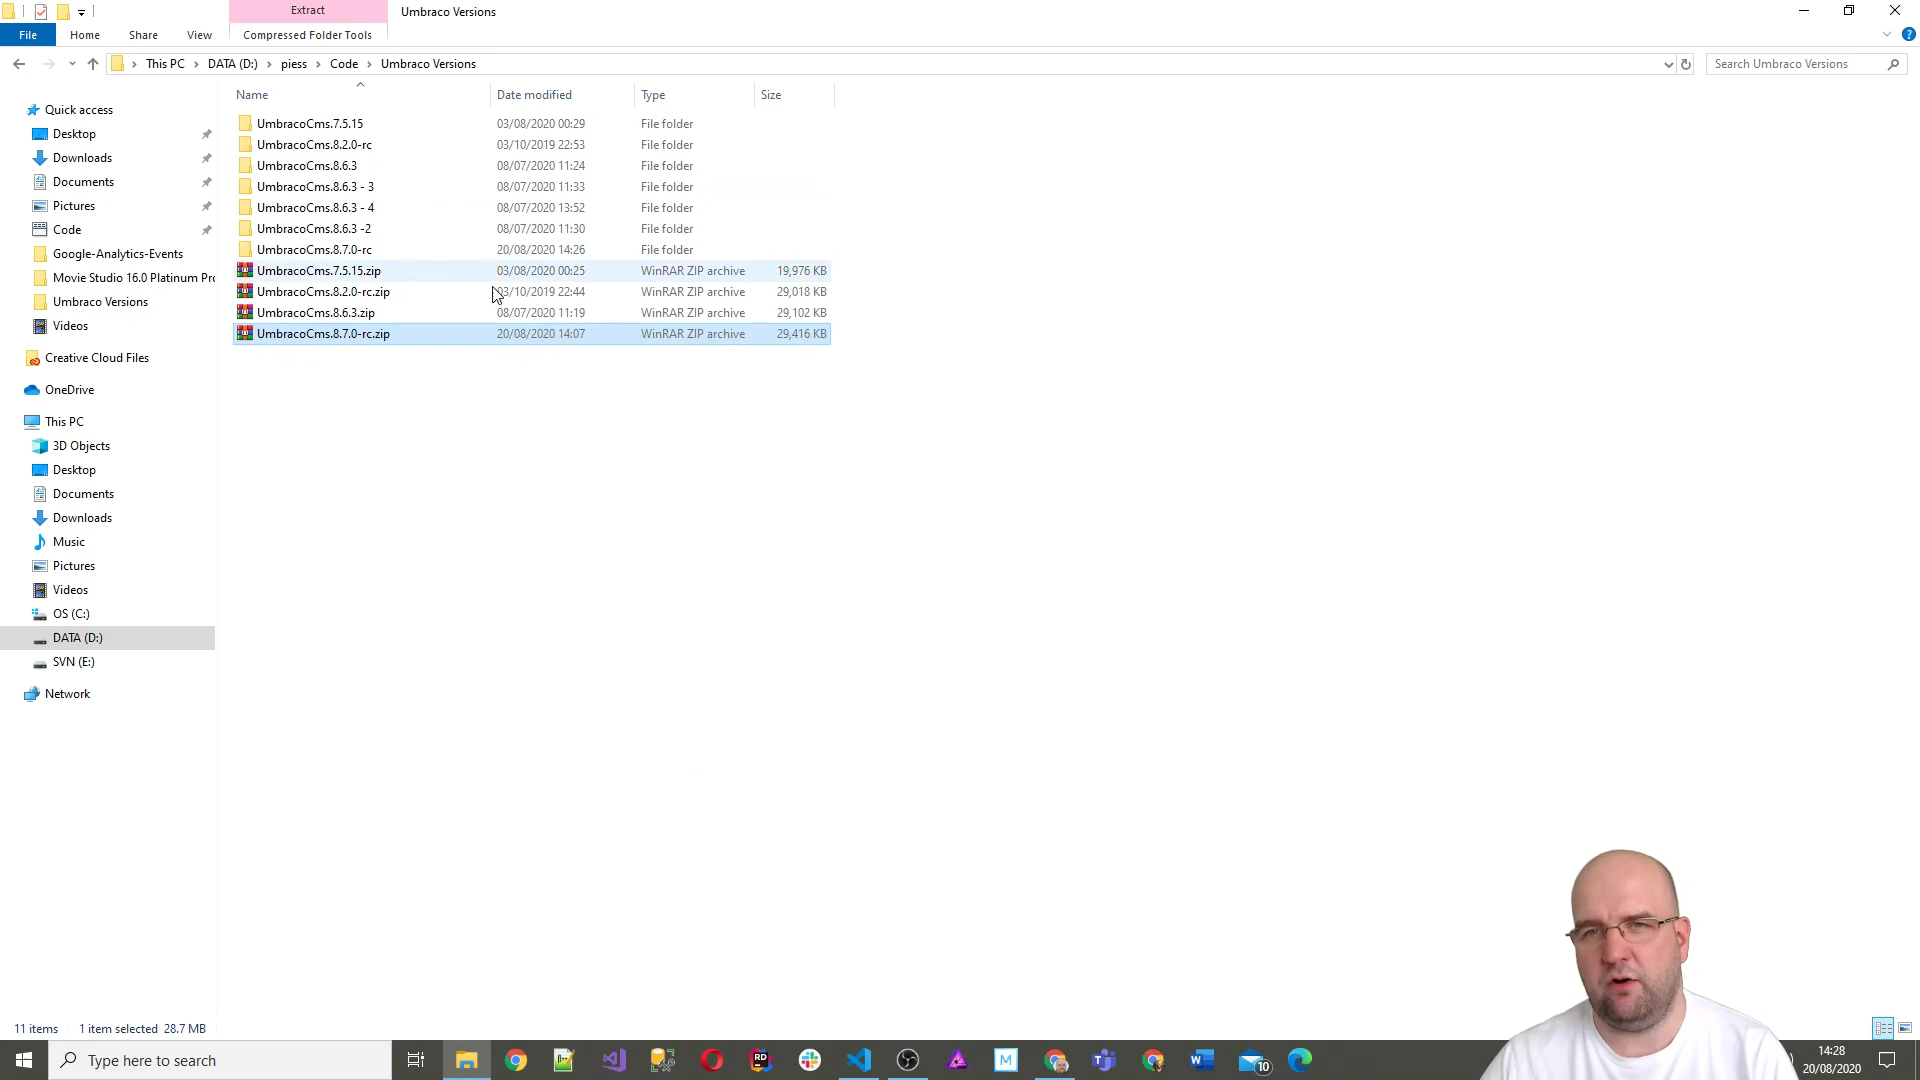 Extract
Umbraco Versions
File
Home
Share
View
Compressed Folder Tools
This PC
DATA (D:)
piess
Code
Umbraco Versions
Search Umbraco Versions
Name
Date modified
Type
Size
Quick access
Desktop
Downloads
Documents
Pictures
Code
Google-Analytics-Events
Movie Studio 16.0 Platinum Pro
Umbraco Versions
Videos
Creative Cloud Files
OneDrive
This PC
3D Objects
Desktop
Documents
Downloads
Music
Pictures
Videos
OS (C:)
DATA (D:)
SVN (E:)
Network
UmbracoCms.7.5.15 03/08/2020 00:29 File folder
UmbracoCms.8.2.0-rc 03/10/2019 22:53 File folder
UmbracoCms.8.6.3 08/07/2020 11:24 File folder
UmbracoCms.8.6.3 - 3 08/07/2020 11:33 File folder
UmbracoCms.8.6.3 - 4 08/07/2020 13:52 File folder
UmbracoCms.8.6.3 -2 08/07/2020 11:30 File folder
UmbracoCms.8.7.0-rc 20/08/2020 14:26 File folder
UmbracoCms.7.5.15.zip 03/08/2020 00:25 WinRAR ZIP archive 19,976 KB
UmbracoCms.8.2.0-rc.zip 03/10/2019 22:44 WinRAR ZIP archive 29,018 KB
UmbracoCms.8.6.3.zip 08/07/2020 11:19 WinRAR ZIP archive 29,102 KB
UmbracoCms.8.7.0-rc.zip 20/08/2020 14:07 WinRAR ZIP archive 29,416 KB
11 items
1 item selected 28.7 MB
Type here to search
RD
M
10
14:28
20/08/2020